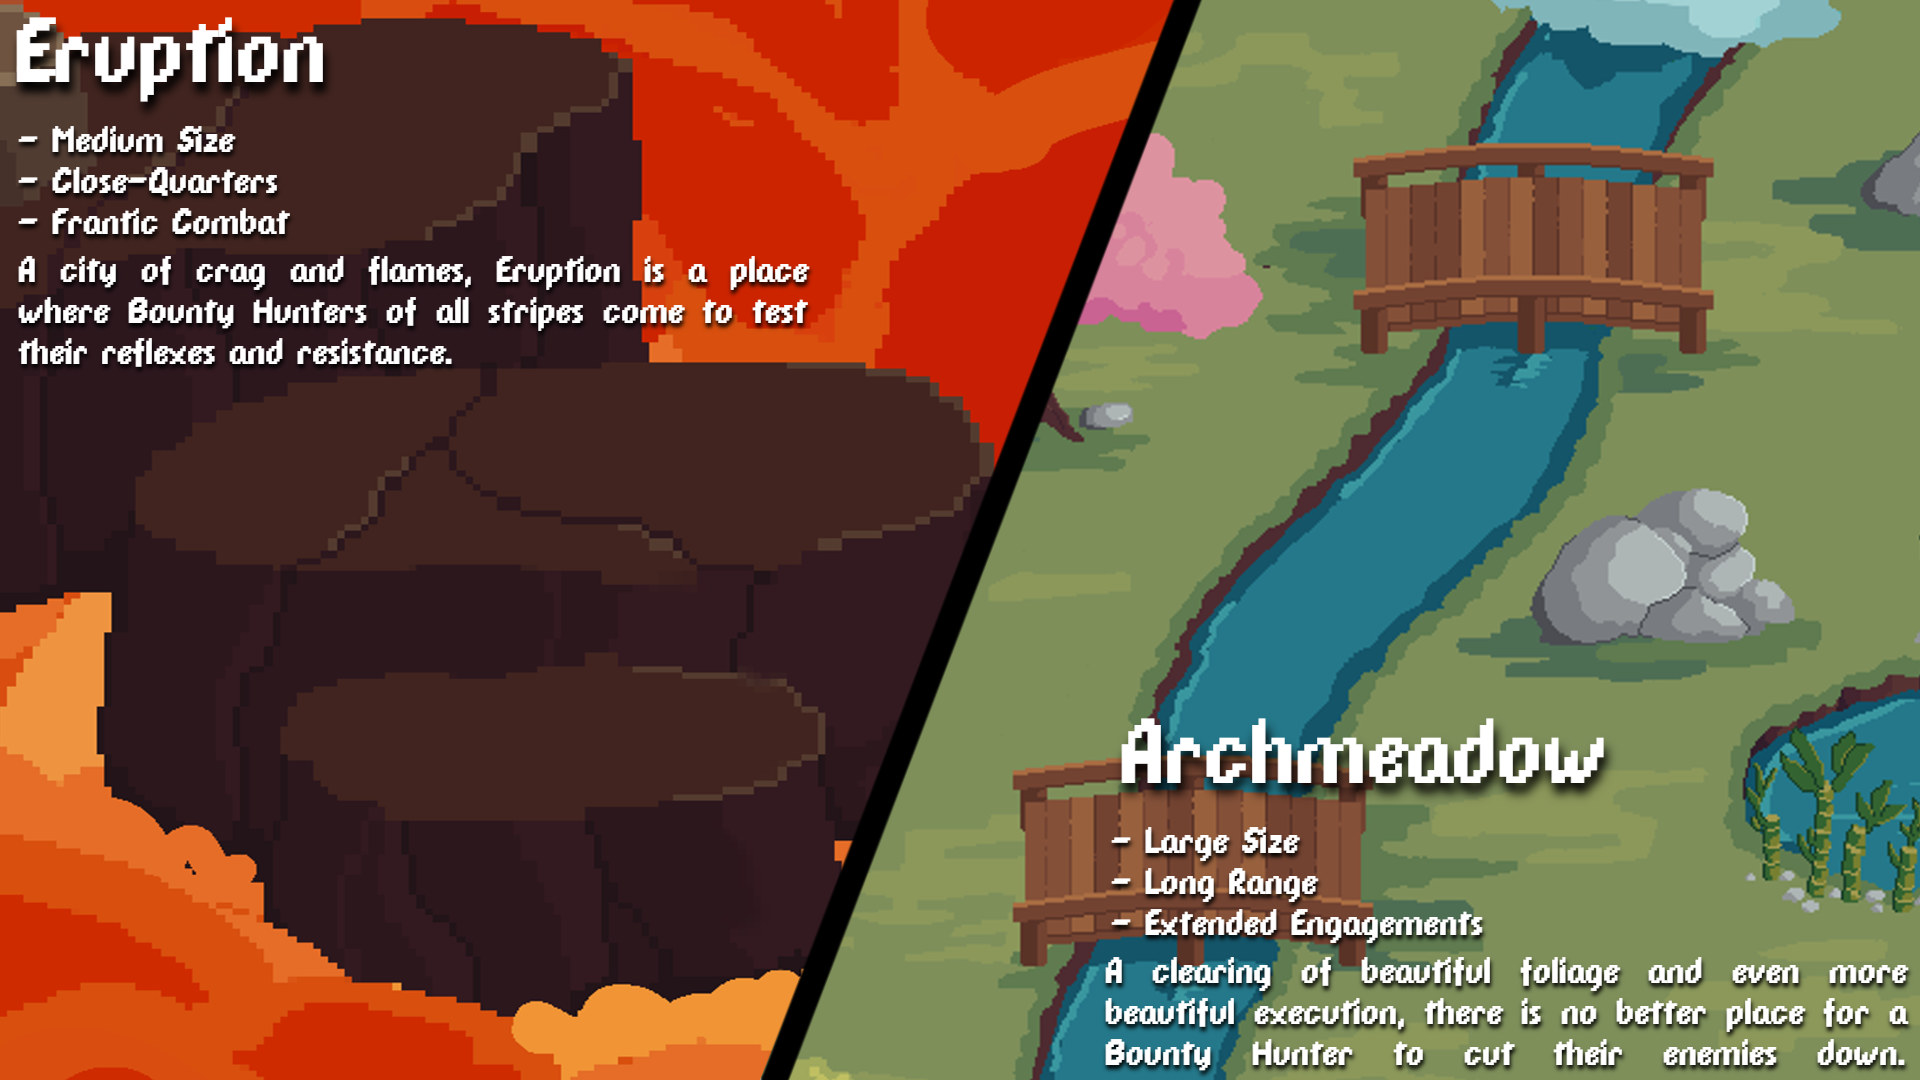 Eruption
- Medium Size
- Close-Quarters
- Frantic Combat
A city of crag and flames, Eruption is a place
where Bounty Hunters of all stripes come to test
their reflexes and resistance.
Archmeadow
- Large Size
- Long Range
- Extended Engagements
A clearing of beautiful foliage and even more
beautiful execution, there is no better place for a
Bounty Hunter to cut their enemies down.